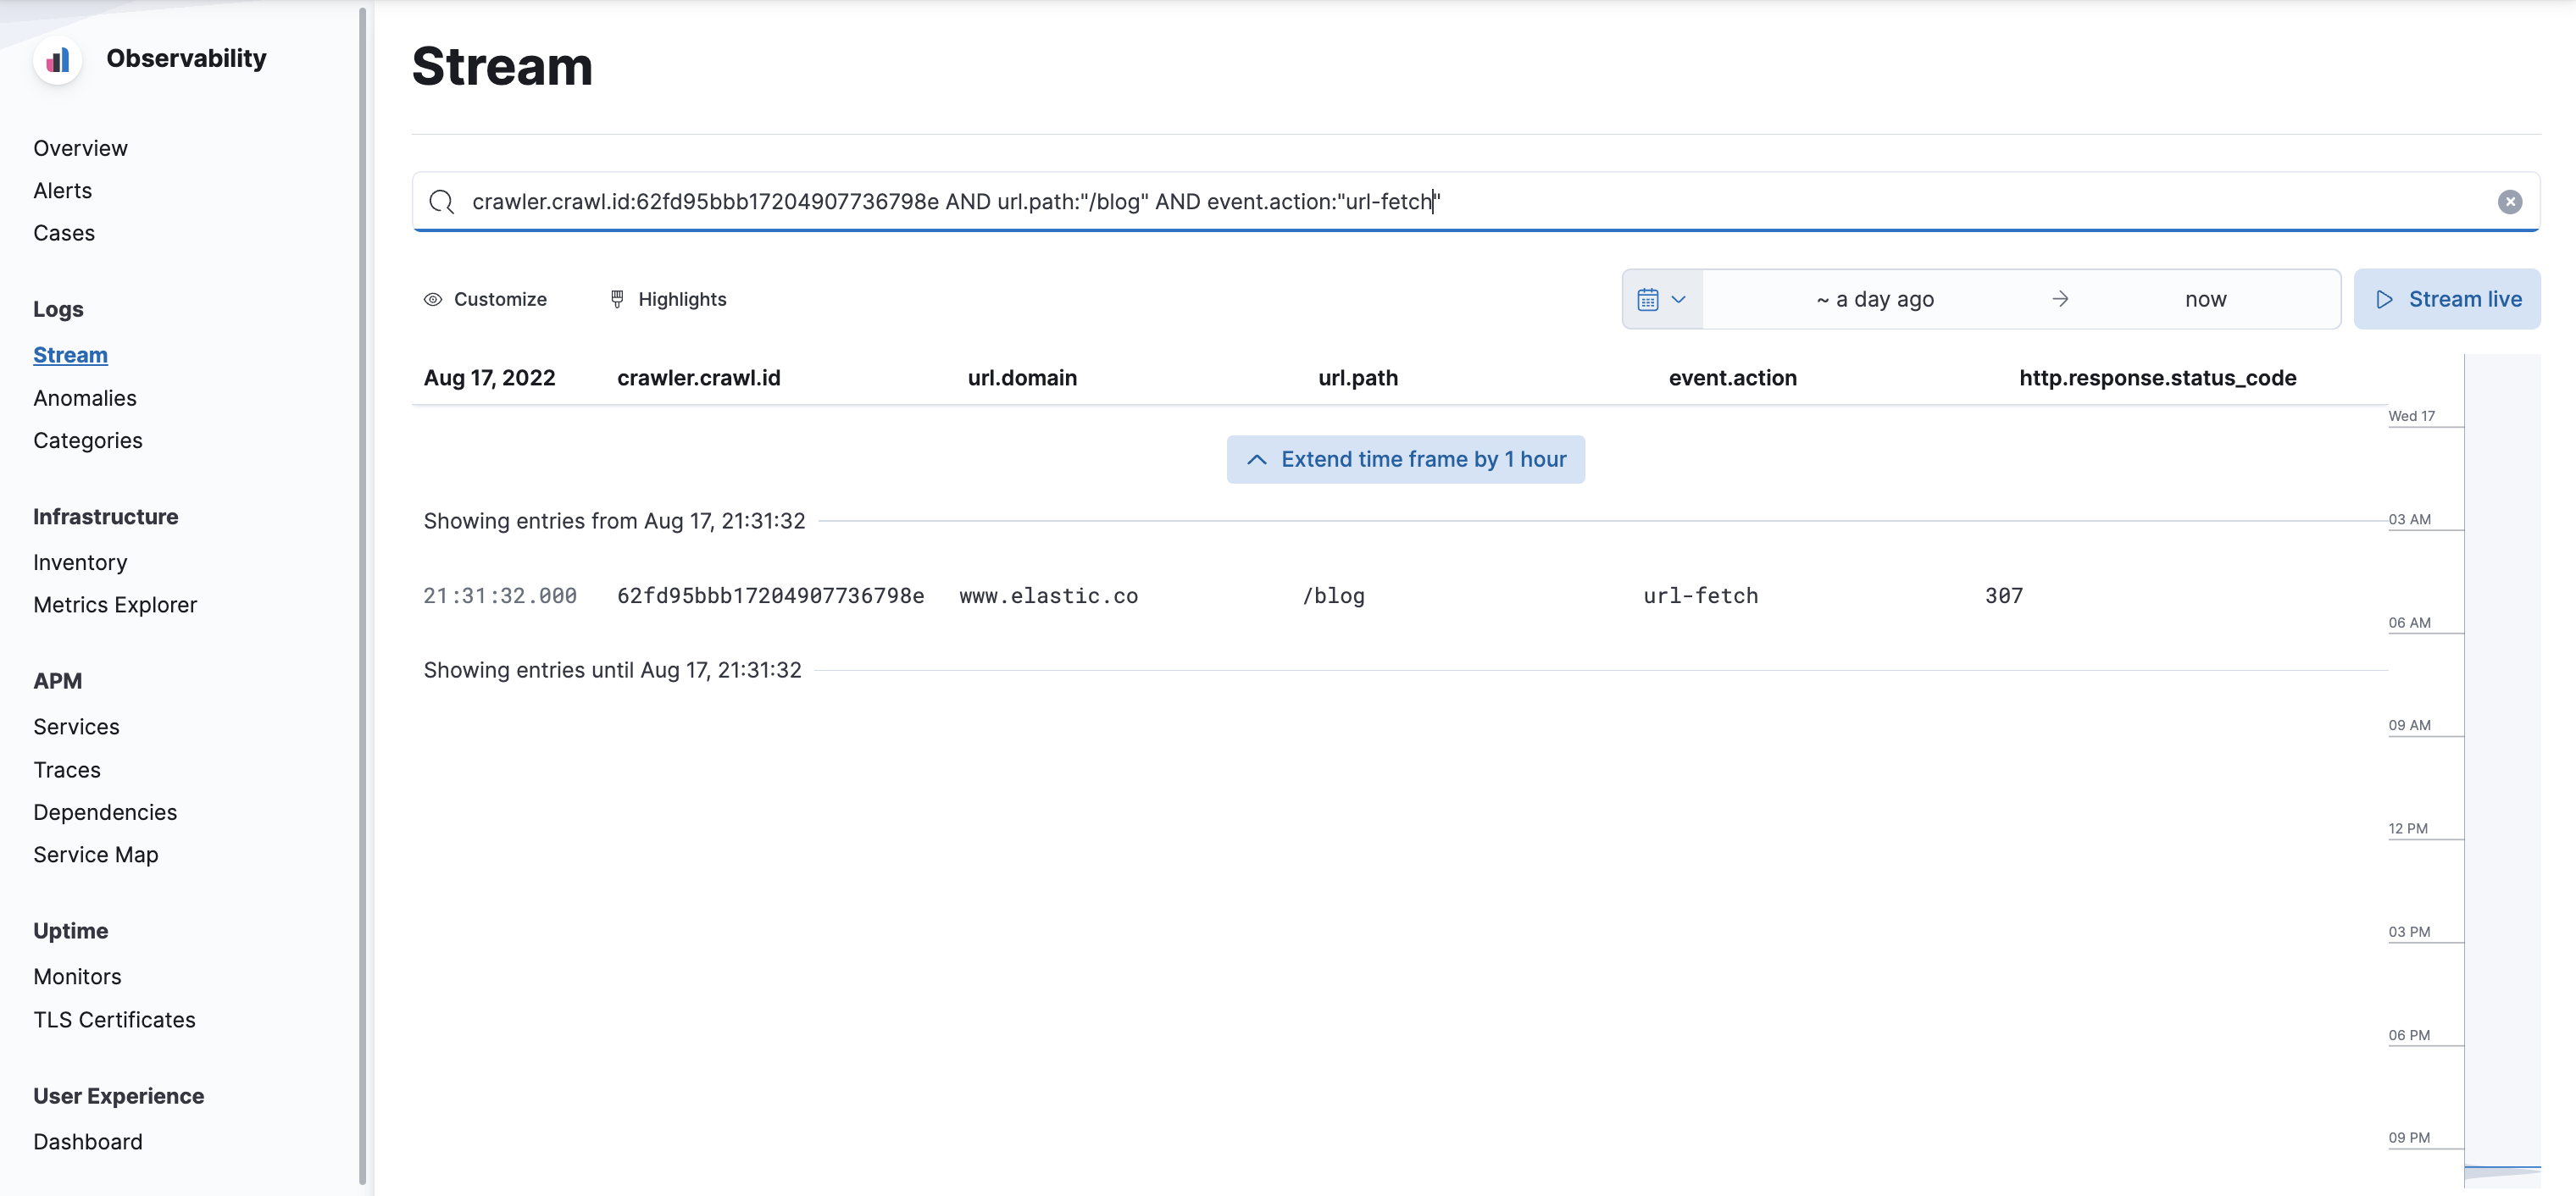 Observability
Overview
Alerts
Cases
Logs
Stream
Anomalies
Categories
Infrastructure
Inventory
Metrics Explorer
APM
Services
Traces
Dependencies
Service Map
Uptime
Monitors
TLS Certificates
User Experience
Dashboard
Stream
crawler.crawl.id:62fd95bbb17204907736798e AND url.path:"/blog" AND event.action:"url-fetch"
Customize Highlights ~ a day ago → now Stream live
Aug 17, 2022 crawler.crawl.id url.domain url.path event.action http.response.status_code
Extend time frame by 1 hour
Showing entries from Aug 17, 21:31:32
21:31:32.000 62fd95bbb17204907736798e www.elastic.co /blog url-fetch 307
Showing entries until Aug 17, 21:31:32
Wed 17
03 AM
06 AM
09 AM
12 PM
03 PM
06 PM
09 PM